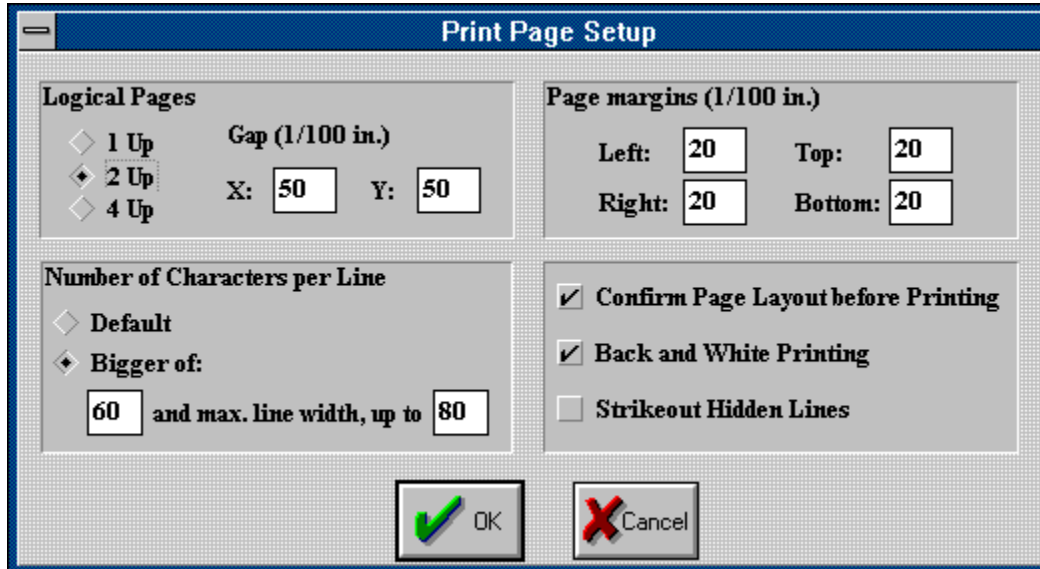 Print Page Setup
Logical Pages
1 Up
2 Up
4 Up
Gap (1/100 in.)
X: 50 Y: 50
Page margins (1/100 in.)
Left: 20 Top: 20
Right: 20 Bottom: 20
Number of Characters per Line
Default
Bigger of:
60 and max. line width, up to 80
Confirm Page Layout before Printing
Back and White Printing
Strikeout Hidden Lines
OK Cancel